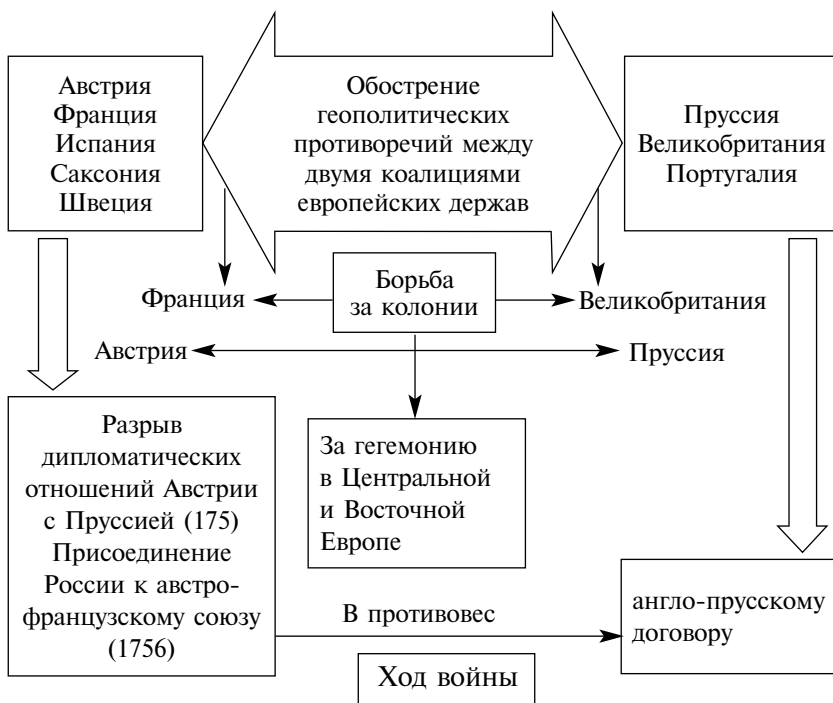 Австрия
Франция
Испания
Саксония
Швеция
Обострение
геополитических
противоречий между
двумя коалициями
европейских держав
Пруссия
Великобритания
Португалия
Франция
Борьба
за колонии
Великобритания
Австрия
Пруссия
Разрыв
дипломатических
отношений Австрии
с Пруссией (175)
Присоединение
России к австро-
французскому союзу
(1756)
За гегемонию
в Центральной
и Восточной
Европе
В противовес
англо-прусскому
договору
Ход войны